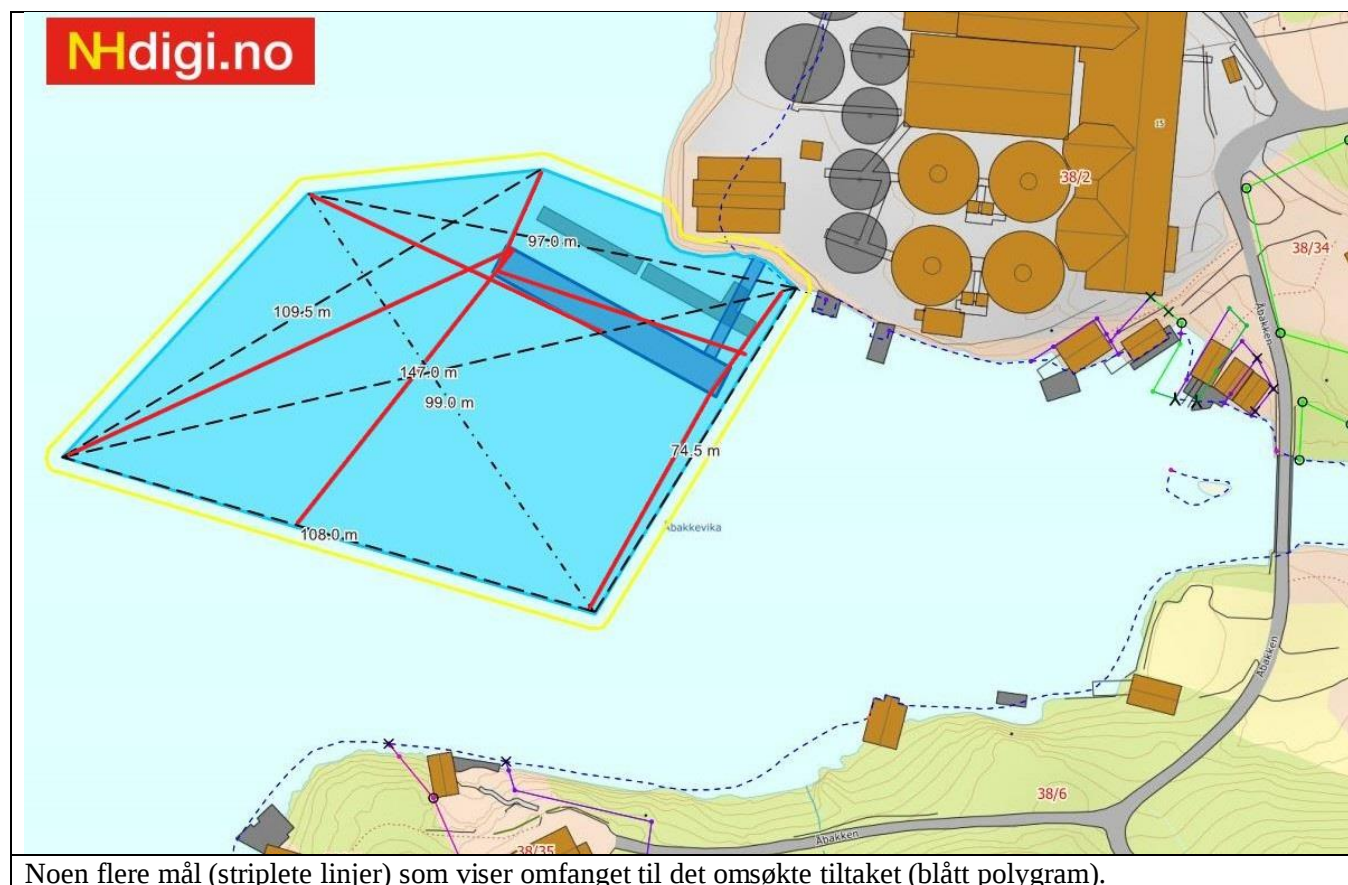 NHdigi.no
15
38/2
38/34
97.0 m
Åbakken
109.5 m
147.0 m
99.0 m
74.5 m
Åbakkevika
108.0 m
Åbakken
38/6
Åbakken
38/35
Noen flere mål (striplete linjer) som viser omfanget til det omsøkte tiltaket (blått polygram).